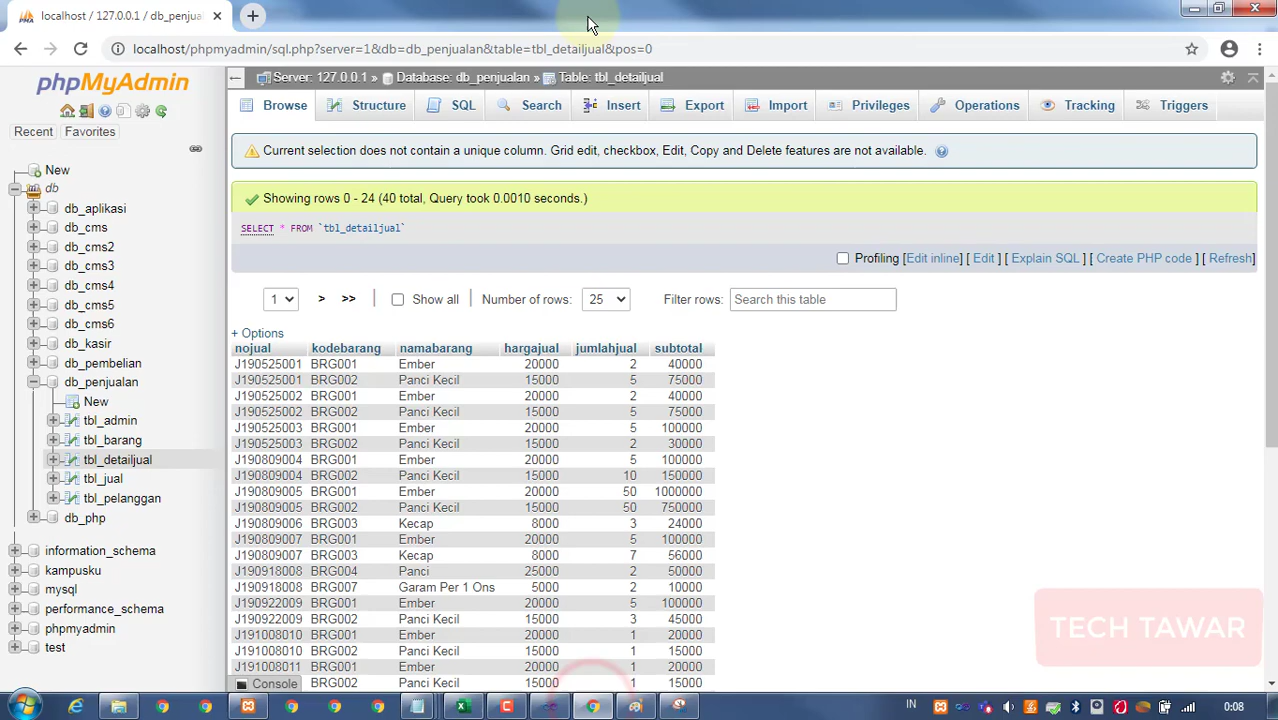 localhost / 127.0.0.1 / db_penjua
localhost/phpmyadmin/sql.php?server=1&db=db_penjualan&table=tbl_detailjual&pos=0
phpMyAdmin
Recent Favorites
New
db
db_aplikasi
db_cms
db_cms2
db_cms3
db_cms4
db_cms5
db_cms6
db_kasir
db_pembelian
db_penjualan
New
tbl_admin
tbl_barang
tbl_detailjual
tbl_jual
tbl_pelanggan
db_php
information_schema
kampusku
mysql
performance_schema
phpmyadmin
test
Server: 127.0.0.1 » Database: db_penjualan » Table: tbl_detailjual
Browse Structure SQL Search Insert Export Import Privileges Operations Tracking Triggers
Current selection does not contain a unique column. Grid edit, checkbox, Edit, Copy and Delete features are not available.
Showing rows 0 - 24 (40 total, Query took 0.0010 seconds.)
SELECT * FROM `tbl_detailjual`
Profiling [Edit inline] [ Edit ] [ Explain SQL ] [ Create PHP code ] [ Refresh]
1 > >> Show all Number of rows: 25 Filter rows: Search this table
+ Options
nojual kodebarang namabarang hargajual jumlahjual subtotal
J190525001 BRG001 Ember 20000 2 40000
J190525001 BRG002 Panci Kecil 15000 5 75000
J190525002 BRG001 Ember 20000 2 40000
J190525002 BRG002 Panci Kecil 15000 5 75000
J190525003 BRG001 Ember 20000 5 100000
J190525003 BRG002 Panci Kecil 15000 2 30000
J190809004 BRG001 Ember 20000 5 100000
J190809004 BRG002 Panci Kecil 15000 10 150000
J190809005 BRG001 Ember 20000 50 1000000
J190809005 BRG002 Panci Kecil 15000 50 750000
J190809006 BRG003 Kecap 8000 3 24000
J190809007 BRG001 Ember 20000 5 100000
J190809007 BRG003 Kecap 8000 7 56000
J190918008 BRG004 Panci 25000 2 50000
J190918008 BRG007 Garam Per 1 Ons 5000 2 10000
J190922009 BRG001 Ember 20000 5 100000
J190922009 BRG002 Panci Kecil 15000 3 45000
J191008010 BRG001 Ember 20000 1 20000
J191008010 BRG002 Panci Kecil 15000 1 15000
J191008011 BRG001 Ember 20000 1 20000
BRG002 Panci Kecil 15000 1 15000
Console
TECH TAWAR
IN 0:08